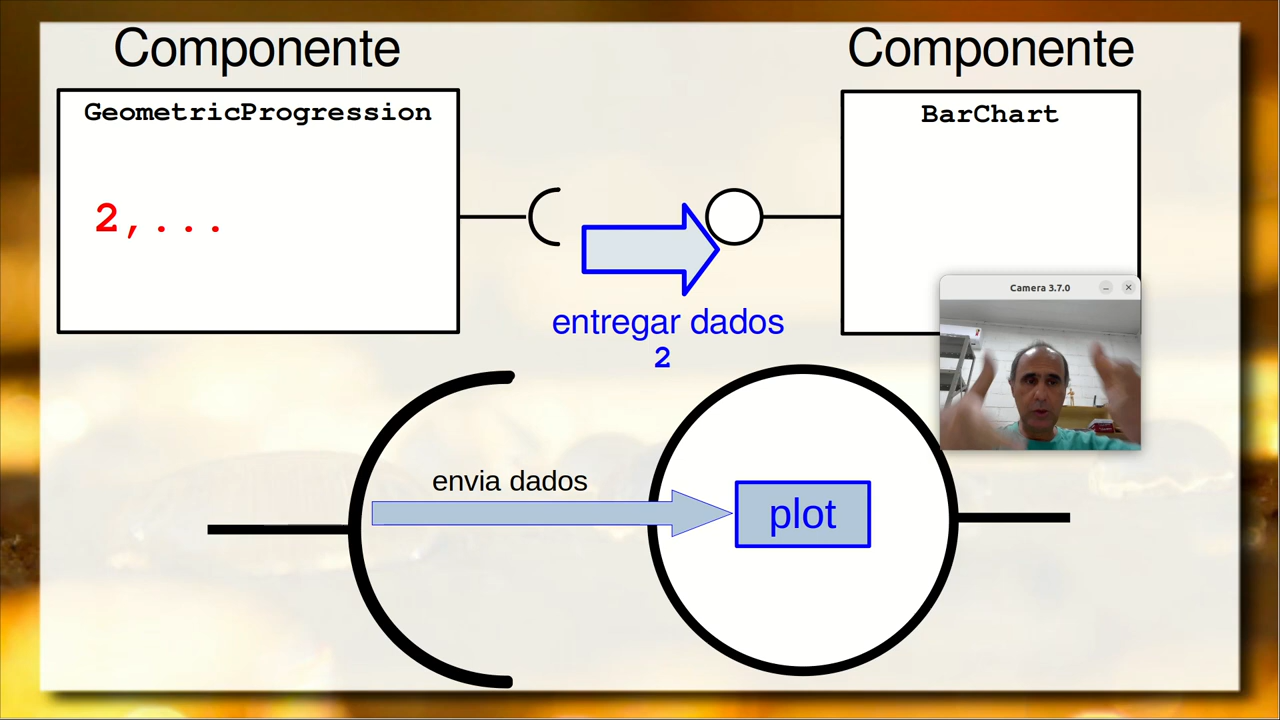 Componente
Componente
GeometricProgression
BarChart
2,...
entregar dados
2
Camera 3.7.0
envia dados
plot